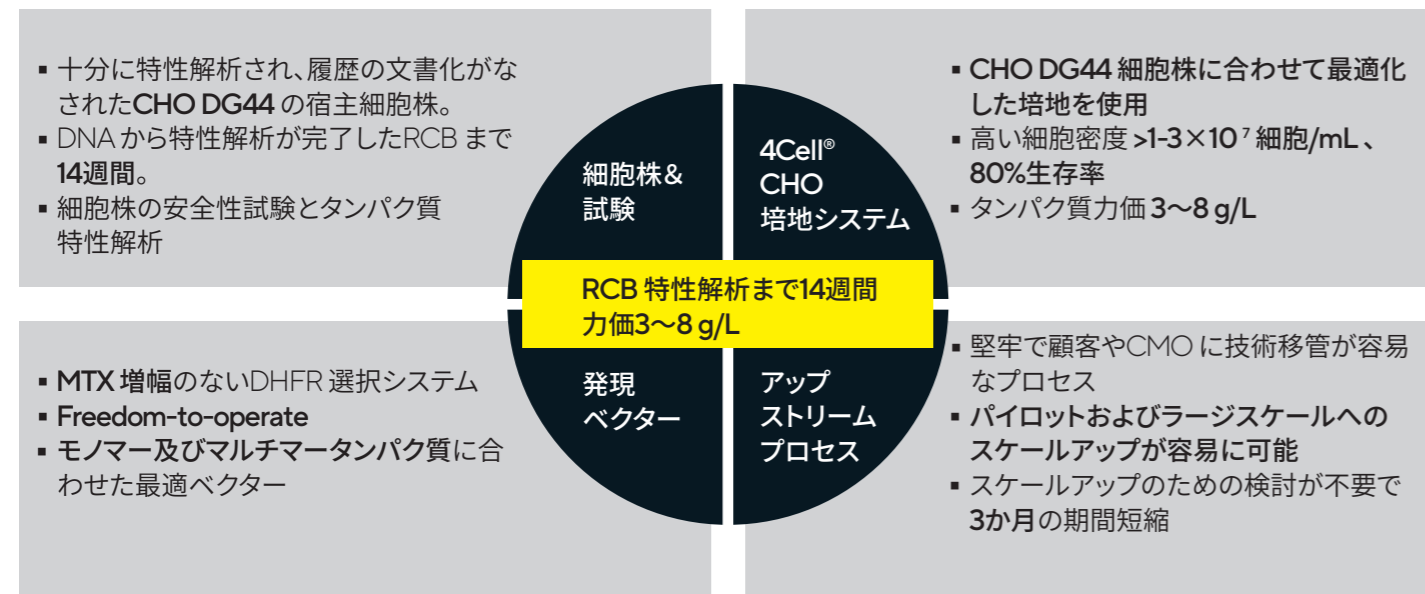 ▪ 十分に特性解析され、履歴の文書化がな
されたCHO DG44 の宿主細胞株。
▪ DNA から特性解析が完了したRCB まで
14週間。
▪ 細胞株の安全性試験とタンパク質
特性解析
細胞株&
試験
4Cell®
CHO
培地システム
▪ CHO DG44 細胞株に合わせて最適化
した培地を使用
▪ 高い細胞密度 >1-3×10⁷ 細胞/mL 、
80%生存率
▪ タンパク質力価 3〜8 g/L
RCB 特性解析まで14週間
力価3〜8 g/L
▪ MTX 増幅のないDHFR 選択システム
▪ Freedom-to-operate
▪ モノマー及びマルチマータンパク質に合
わせた最適ベクター
発現
ベクター
アップ
ストリーム
プロセス
▪ 堅牢で顧客やCMO に技術移管が容易
なプロセス
▪ パイロットおよびラージスケールへの
スケールアップが容易に可能
▪ スケールアップのための検討が不要で
3か月の期間短縮